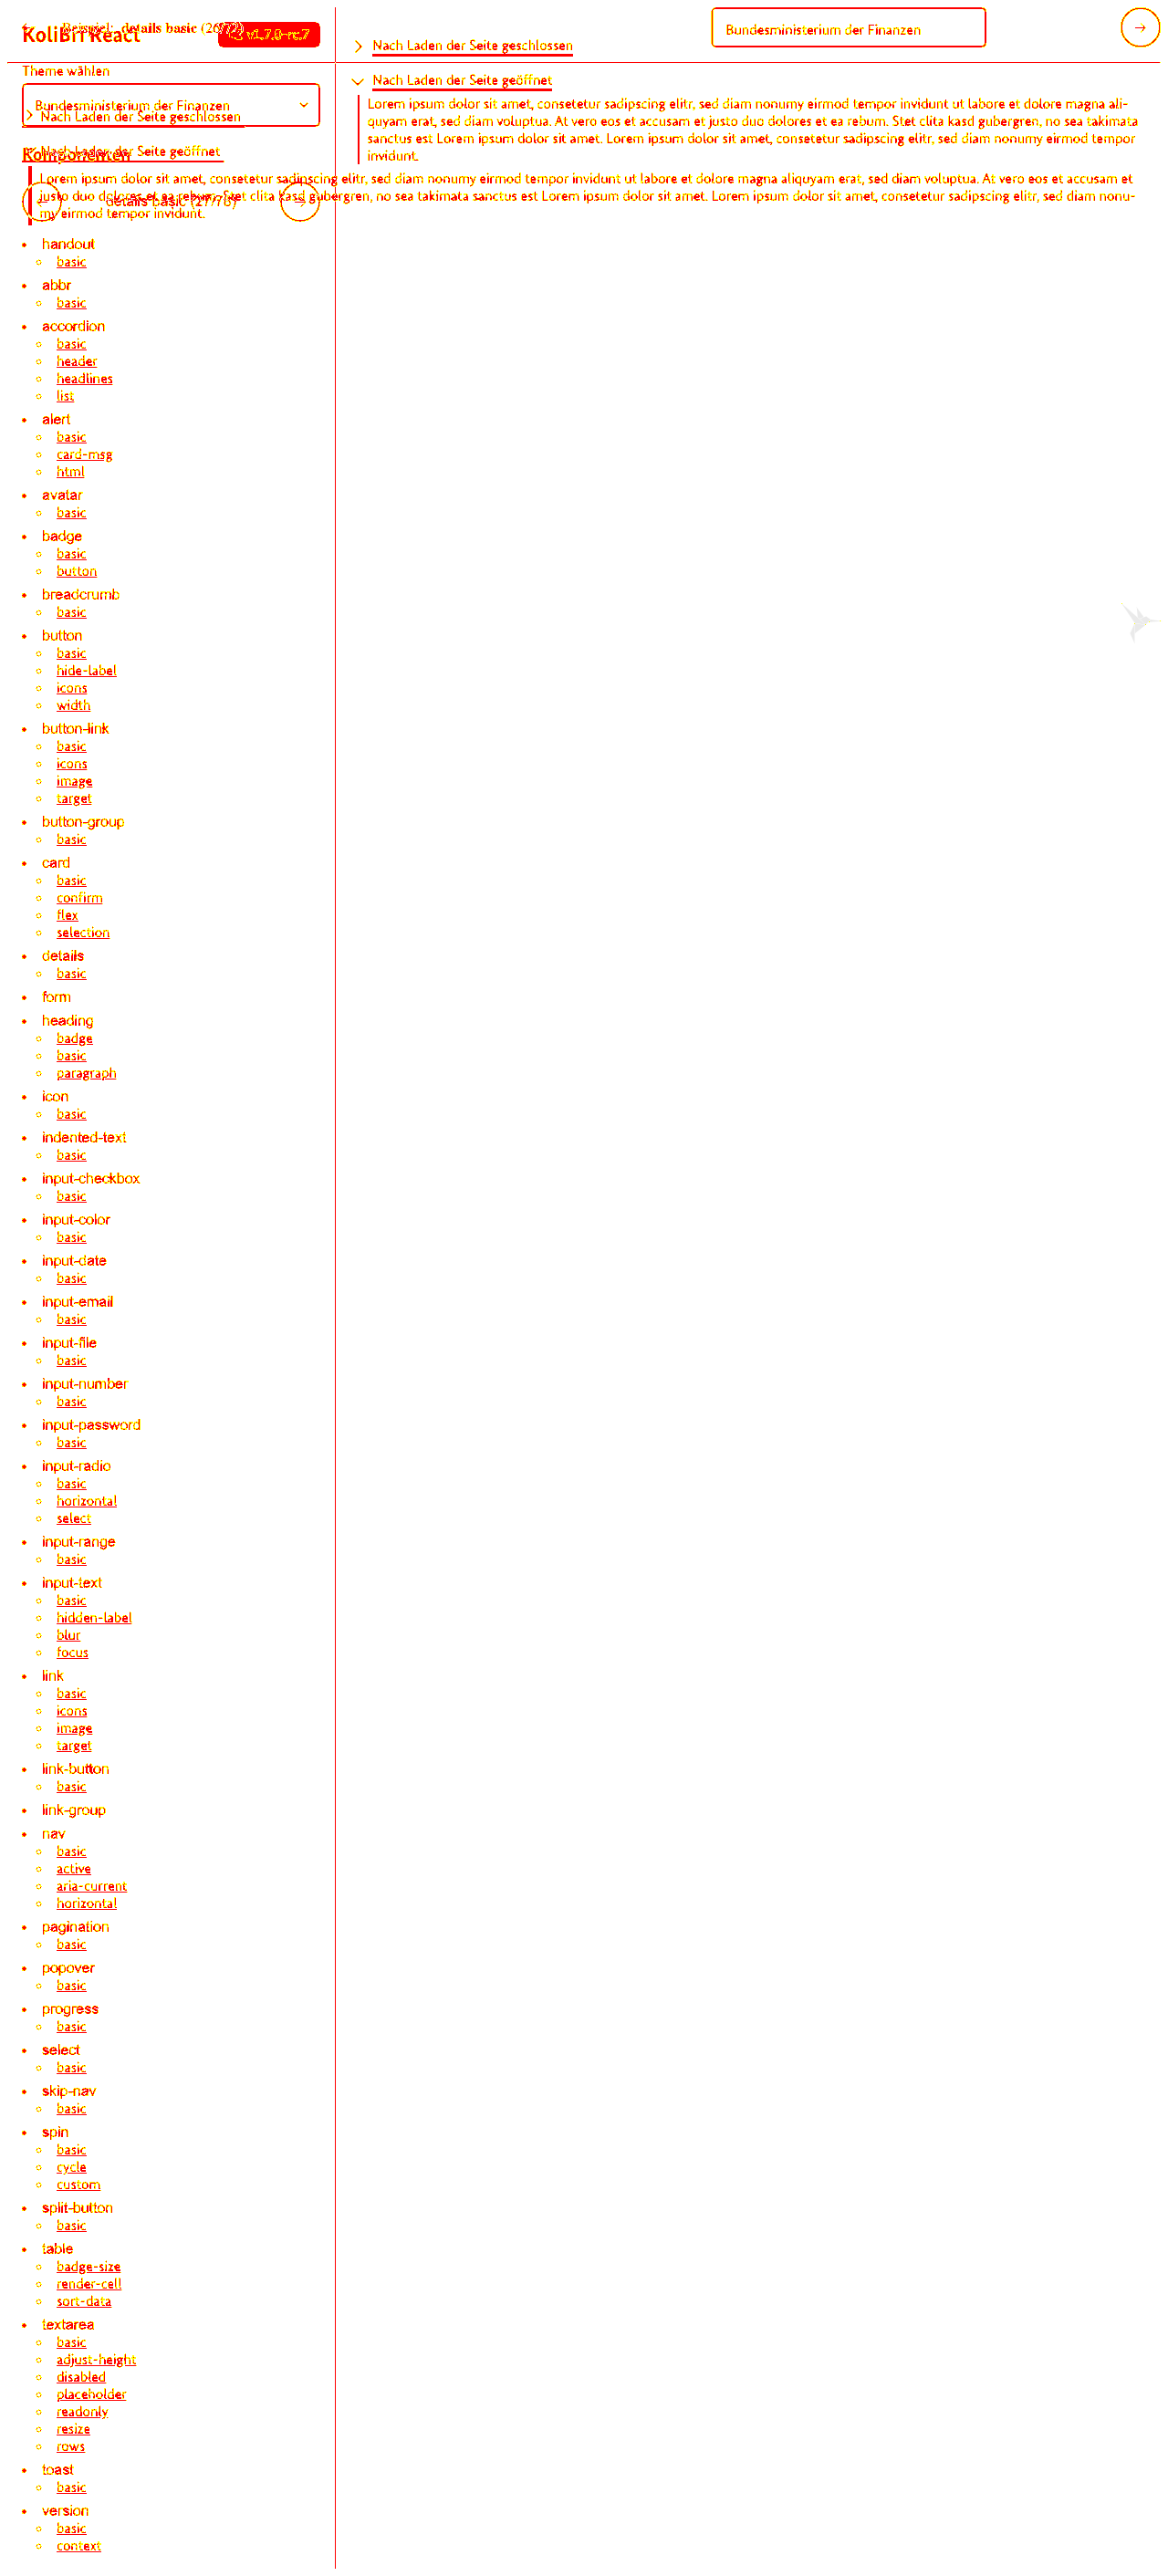 KoliBri React
Beispiel: details basic (26/72)
v1.7.0-rc.7
Bundesministerium der Finanzen
→
Theme wählen
Bundesministerium der Finanzen
Nach Laden der Seite geschlossen
Nach Laden der Seite geöffnet
Komponenten
Lorem ipsum dolor sit amet, consetetur sadipscing elitr, sed diam nonumy eirmod tempor invidunt ut labore et dolore magna aliquyam erat, sed diam voluptua. At vero eos et accusam et
justo duo dolores et ea rebum. Stet clita kasd gubergren, no sea takimata sanctus est Lorem ipsum dolor sit amet. Lorem ipsum dolor sit amet, consetetur sadipscing elitr, sed diam nonu-
my eirmod tempor invidunt.
details basic (27/76)
→
Nach Laden der Seite geschlossen
Nach Laden der Seite geöffnet
Lorem ipsum dolor sit amet, consetetur sadipscing elitr, sed diam nonumy eirmod tempor invidunt ut labore et dolore magna ali-
quyam erat, sed diam voluptua. At vero eos et accusam et justo duo dolores et ea rebum. Stet clita kasd gubergren, no sea takimata
sanctus est Lorem ipsum dolor sit amet. Lorem ipsum dolor sit amet, consetetur sadipscing elitr, sed diam nonumy eirmod tempor
invidunt.
handout
basic
abbr
basic
accordion
basic
header
headlines
list
alert
basic
card-msg
html
avatar
basic
badge
basic
button
breadcrumb
basic
button
basic
hide-label
icons
width
button-link
basic
icons
image
target
button-group
basic
card
basic
confirm
flex
selection
details
basic
form
heading
badge
basic
paragraph
icon
basic
indented-text
basic
input-checkbox
basic
input-color
basic
input-date
basic
input-email
basic
input-file
basic
input-number
basic
input-password
basic
input-radio
basic
horizontal
select
input-range
basic
input-text
basic
hidden-label
blur
focus
link
basic
icons
image
target
link-button
basic
link-group
nav
basic
active
aria-current
horizontal
pagination
basic
popover
basic
progress
basic
select
basic
skip-nav
basic
spin
basic
cycle
custom
split-button
basic
table
badge-size
render-cell
sort-data
textarea
basic
adjust-height
disabled
placeholder
readonly
resize
rows
toast
basic
version
basic
context